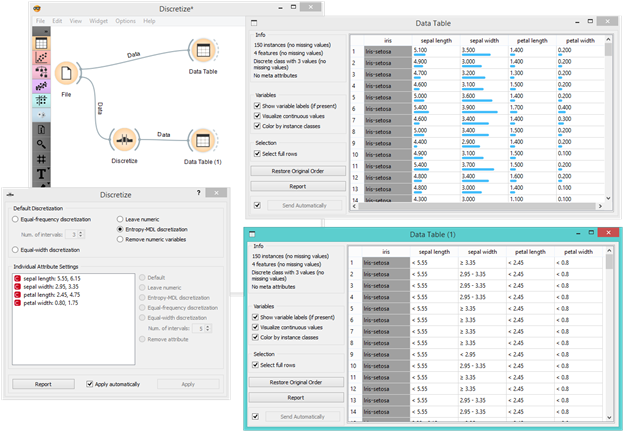 Discretize*
File Edit View Widget Options Help
Data
Data Table
File
Data
Data
Discretize
Data Table (1)
Data Table
Info
150 instances (no missing values)
4 features (no missing values)
Discrete class with 3 values (no missing values)
No meta attributes
Variables
Show variable labels (if present)
Visualize continuous values
Color by instance classes
Selection
Select full rows
Restore Original Order
Report
Send Automatically
iris sepal length sepal width petal length petal width
1 Iris-setosa 5.100 3.500 1.400 0.200
2 Iris-setosa 4.900 3.000 1.400 0.200
3 Iris-setosa 4.700 3.200 1.300 0.200
4 Iris-setosa 4.600 3.100 1.500 0.200
5 Iris-setosa 5.000 3.600 1.400 0.200
6 Iris-setosa 5.400 3.900 1.700 0.400
7 Iris-setosa 4.600 3.400 1.400 0.300
8 Iris-setosa 5.000 3.400 1.500 0.200
9 Iris-setosa 4.400 2.900 1.400 0.200
10 Iris-setosa 4.900 3.100 1.500 0.100
11 Iris-setosa 5.400 3.700 1.500 0.200
12 Iris-setosa 4.800 3.400 1.600 0.200
13 Iris-setosa 4.800 3.000 1.400 0.100
14 Iris-setosa 4.300 3.000 1.100 0.100
Discretize
?
Default Discretization
Equal-frequency discretization
Num. of intervals: 3
Equal-width discretization
Leave numeric
Entropy-MDL discretization
Remove numeric variables
Individual Attribute Settings
C sepal length: 5.55, 6.15
C sepal width: 2.95, 3.35
C petal length: 2.45, 4.75
C petal width: 0.80, 1.75
Default
Leave numeric
Entropy-MDL discretization
Equal-frequency discretization
Equal-width discretization
Num. of intervals: 5
Remove attribute
Report
Apply automatically
Apply
Data Table (1)
Info
150 instances (no missing values)
4 features (no missing values)
Discrete class with 3 values (no missing values)
No meta attributes
Variables
Show variable labels (if present)
Visualize continuous values
Color by instance classes
Selection
Select full rows
Restore Original Order
Report
Send Automatically
iris sepal length sepal width petal length petal width
1 Iris-setosa < 5.55 ≥ 3.35 < 2.45 < 0.8
2 Iris-setosa < 5.55 2.95 - 3.35 < 2.45 < 0.8
3 Iris-setosa < 5.55 2.95 - 3.35 < 2.45 < 0.8
4 Iris-setosa < 5.55 2.95 - 3.35 < 2.45 < 0.8
5 Iris-setosa < 5.55 ≥ 3.35 < 2.45 < 0.8
6 Iris-setosa < 5.55 ≥ 3.35 < 2.45 < 0.8
7 Iris-setosa < 5.55 ≥ 3.35 < 2.45 < 0.8
8 Iris-setosa < 5.55 ≥ 3.35 < 2.45 < 0.8
9 Iris-setosa < 5.55 < 2.95 < 2.45 < 0.8
10 Iris-setosa < 5.55 2.95 - 3.35 < 2.45 < 0.8
11 Iris-setosa < 5.55 ≥ 3.35 < 2.45 < 0.8
12 Iris-setosa < 5.55 ≥ 3.35 < 2.45 < 0.8
13 Iris-setosa < 5.55 2.95 - 3.35 < 2.45 < 0.8
14 Iris-setosa < 5.55 2.95 - 3.35 < 2.45 < 0.8